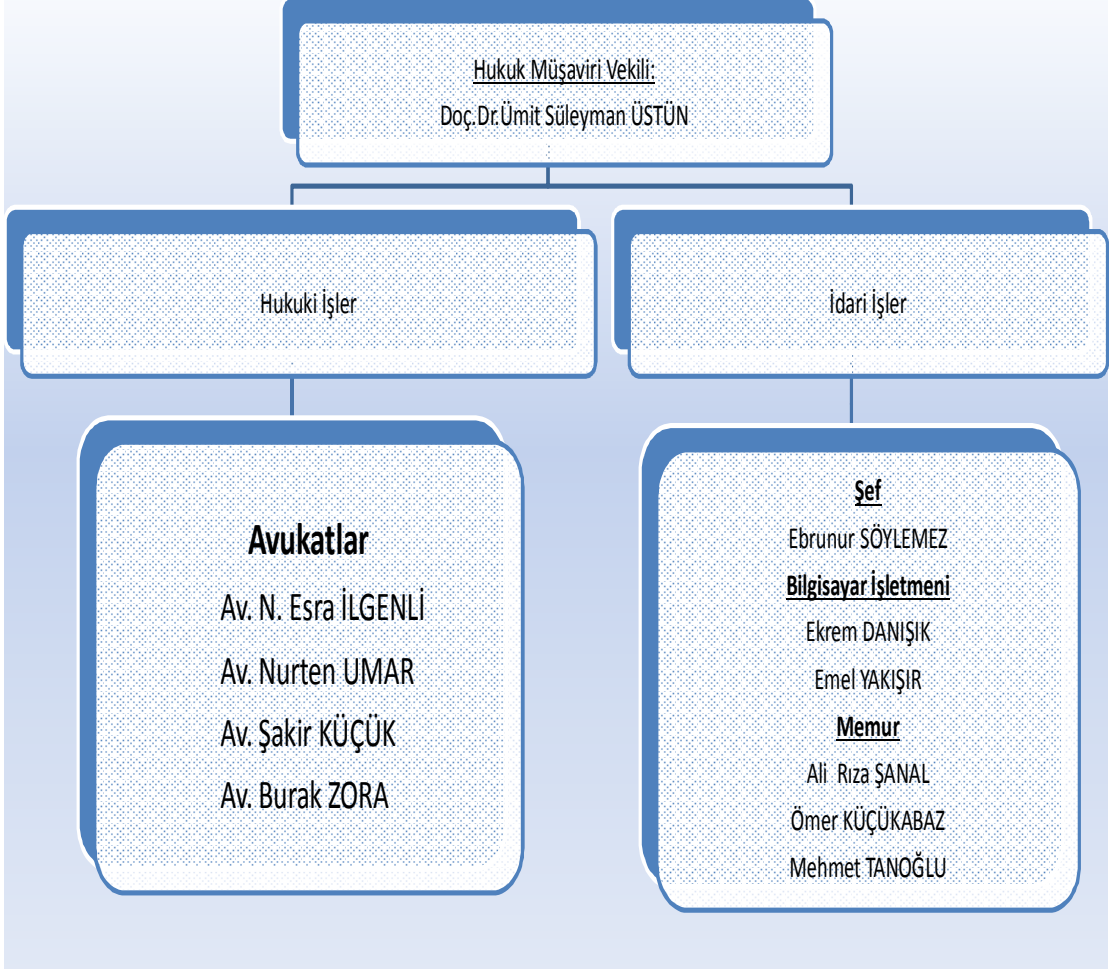 Hukuk Müşaviri Vekili:
Doç.Dr.Ümit Süleyman ÜSTÜN
Hukuki İşler
İdari İşler
Avukatlar
Av. N. Esra İLGENLİ
Av. Nurten UMAR
Av. Şakir KÜÇÜK
Av. Burak ZORA
Şef
Ebrunur SÖYLEMEZ
Bilgisayar İşletmeni
Ekrem DANIŞIK
Emel YAKIŞIR
Memur
Ali Rıza ŞANAL
Ömer KÜÇÜKABAZ
Mehmet TANOĞLU